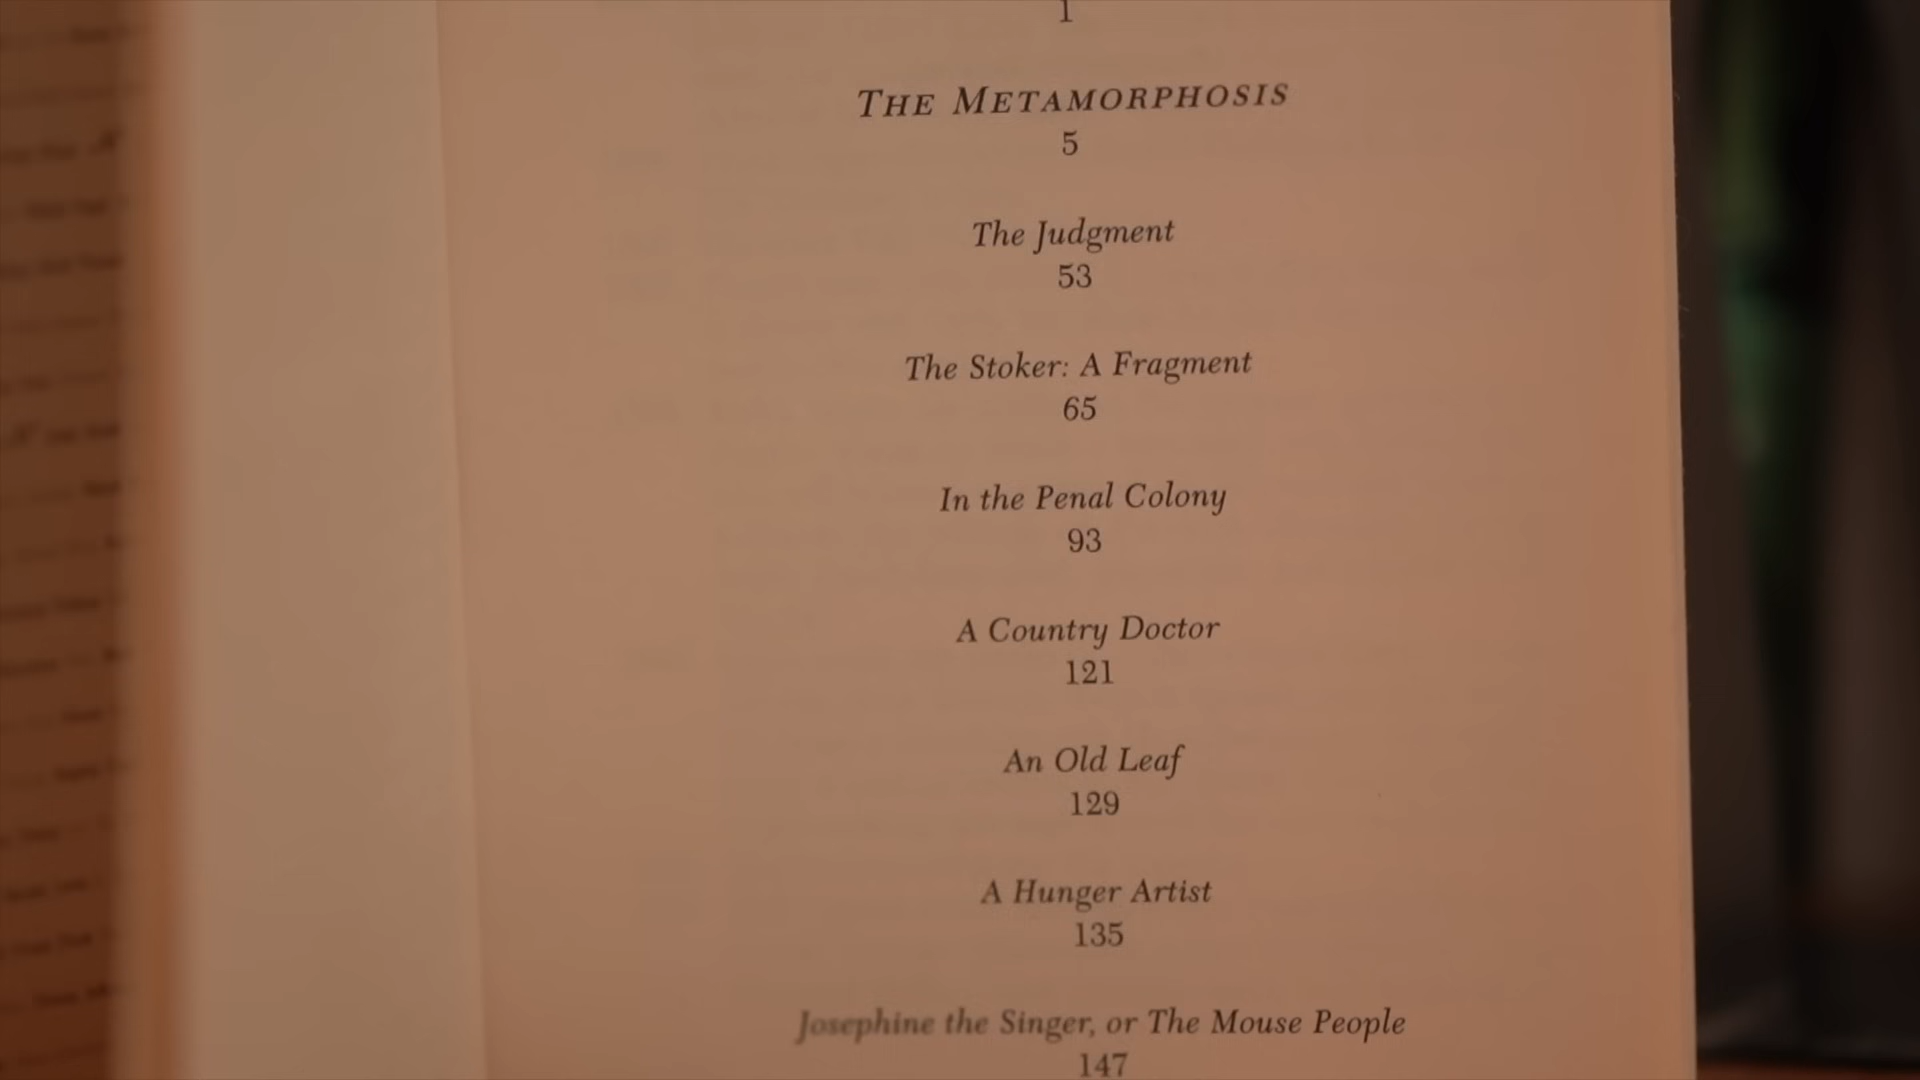 1
THE METAMORPHOSIS
5
The Judgment
53
The Stoker: A Fragment
65
In the Penal Colony
93
A Country Doctor
121
An Old Leaf
129
A Hunger Artist
135
Josephine the Singer, or The Mouse People
147